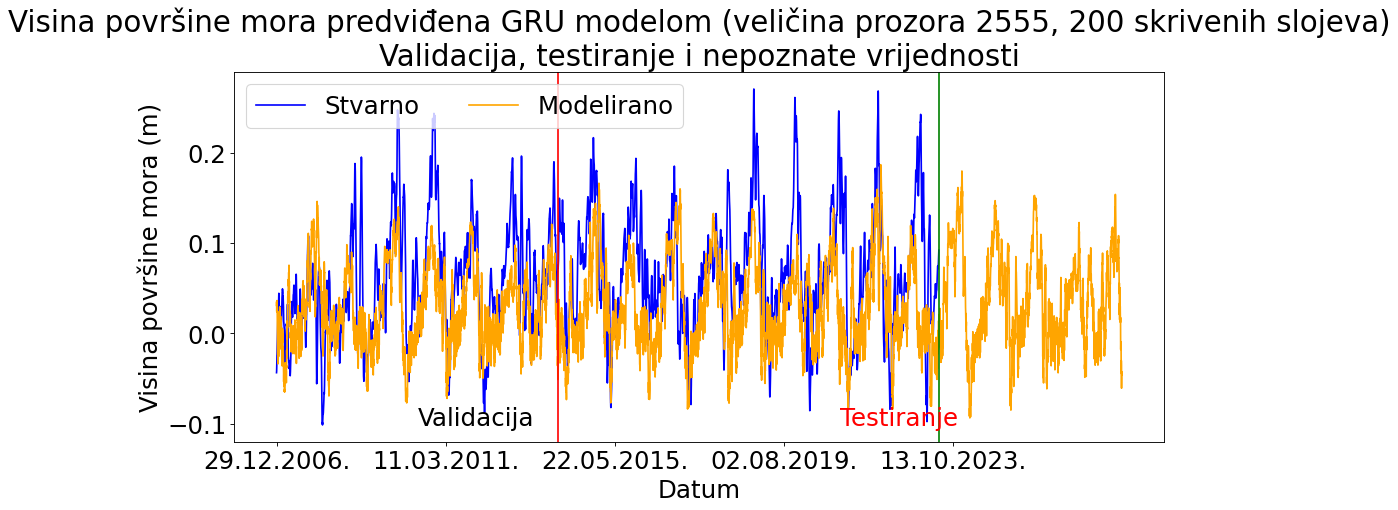 Visina površine mora predviđena GRU modelom (veličina prozora 2555, 200 skrivenih slojeva)
Validacija, testiranje i nepoznate vrijednosti
Stvarno
Modelirano
Visina površine mora (m)
0.2
0.1
0.0
−0.1
Validacija
Testiranje
29.12.2006.
11.03.2011.
22.05.2015.
02.08.2019.
13.10.2023.
Datum